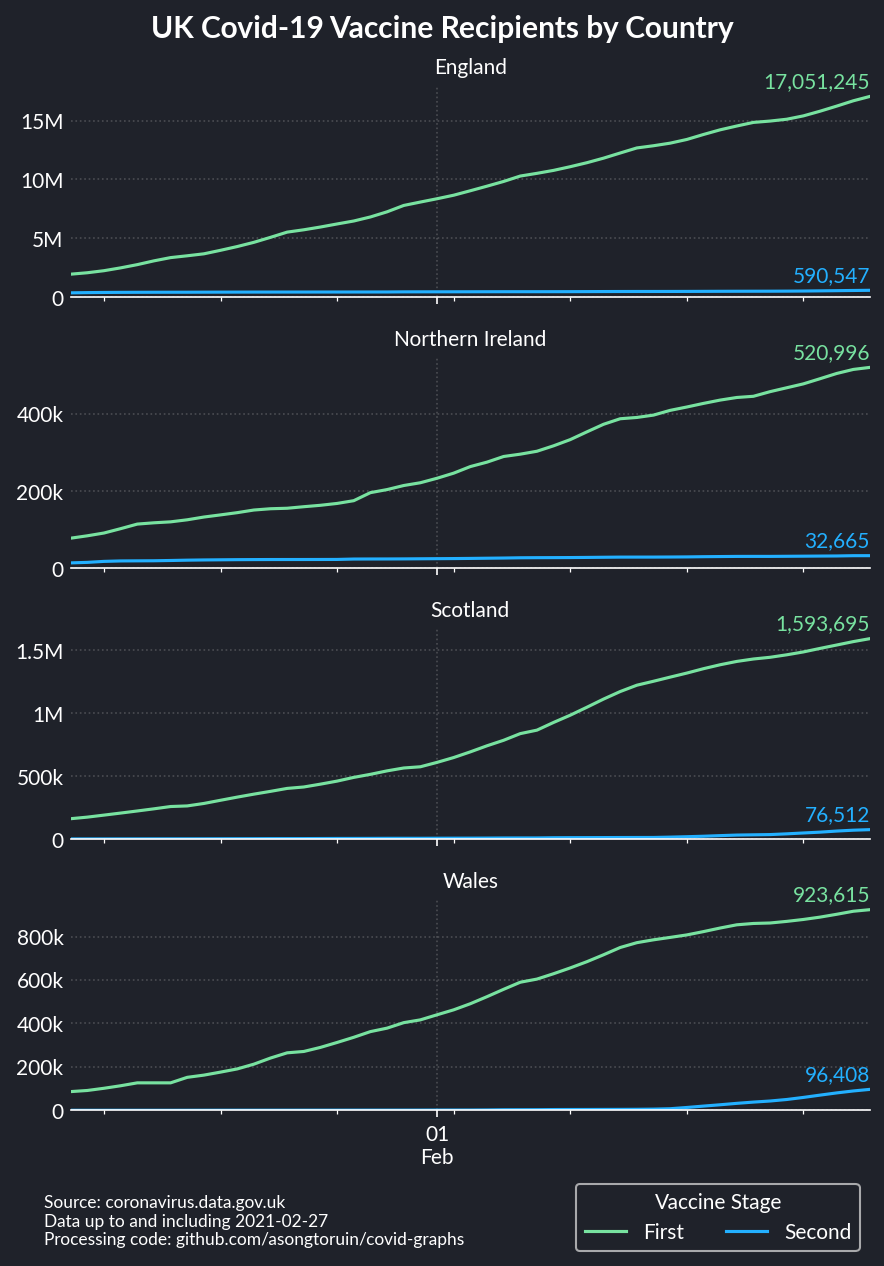 UK Covid-19 Vaccine Recipients by Country
England
17,051,245
15M
10M
5M
590,547
0
Northern Ireland
520,996
400k
200k
32,665
0
Scotland
1,593,695
1.5M
1M
500k
76,512
0
Wales
923,615
800k
600k
400k
200k
96,408
0
01
Feb
Source: coronavirus.data.gov.uk
Data up to and including 2021-02-27
Processing code: github.com/asongtoruin/covid-graphs
Vaccine Stage
First Second